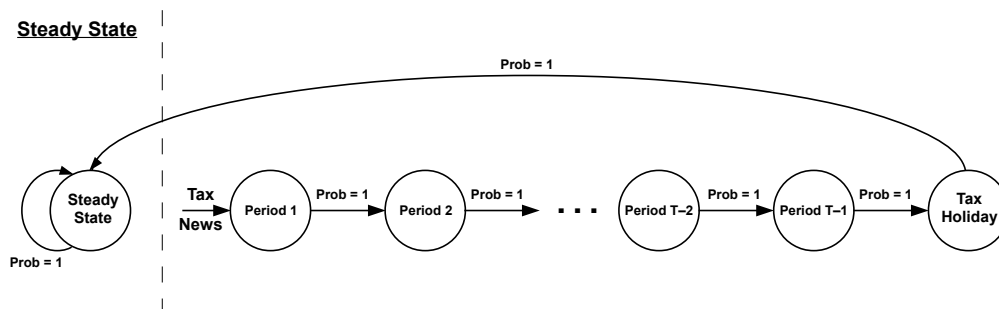 Steady State
Prob = 1
Steady
State
Prob = 1
Tax
News
Period 1
Prob = 1
Period 2
Prob = 1
. . .
Period T–2
Prob = 1
Period T–1
Prob = 1
Tax
Holiday